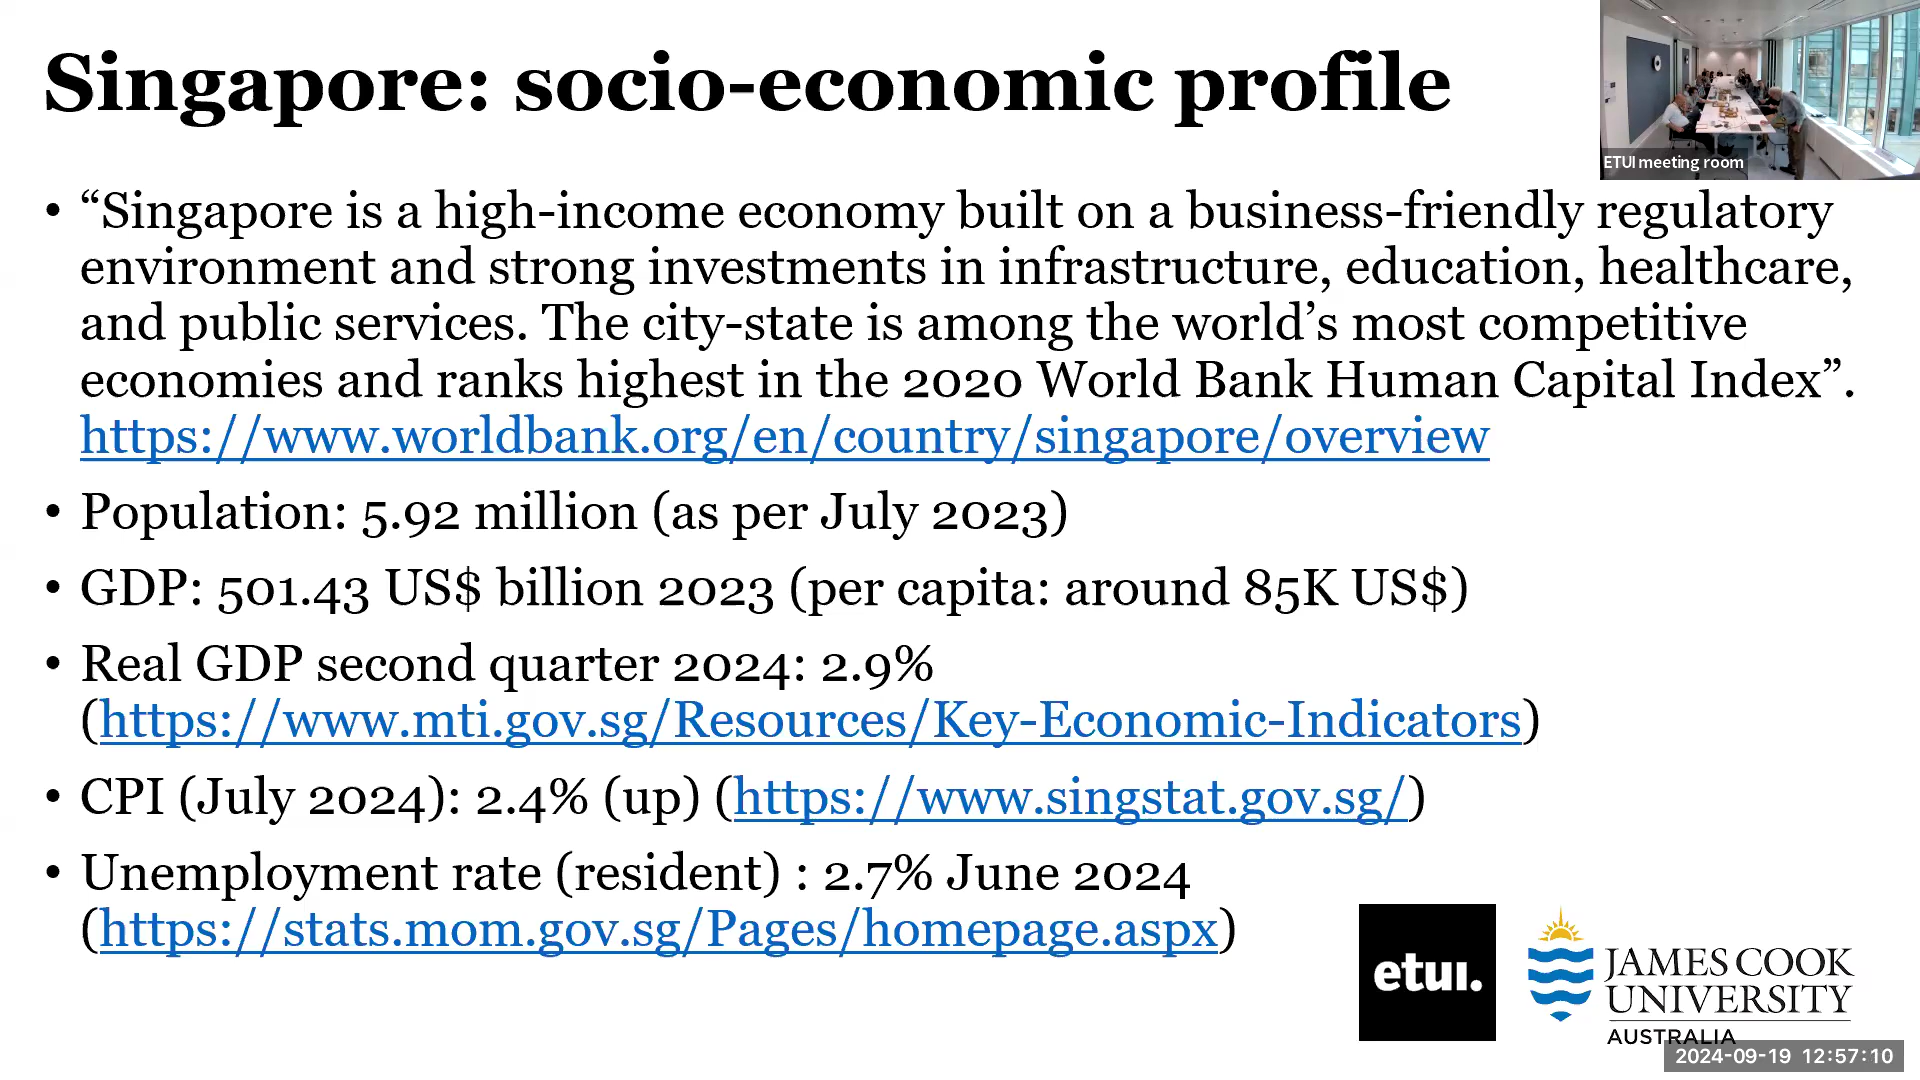 Singapore: socio-economic profile
ETUI meeting room
• “Singapore is a high-income economy built on a business-friendly regulatory
environment and strong investments in infrastructure, education, healthcare,
and public services. The city-state is among the world’s most competitive
economies and ranks highest in the 2020 World Bank Human Capital Index”.
https://www.worldbank.org/en/country/singapore/overview
• Population: 5.92 million (as per July 2023)
• GDP: 501.43 US$ billion 2023 (per capita: around 85K US$)
• Real GDP second quarter 2024: 2.9%
(https://www.mti.gov.sg/Resources/Key-Economic-Indicators)
• CPI (July 2024): 2.4% (up) (https://www.singstat.gov.sg/)
• Unemployment rate (resident) : 2.7% June 2024
(https://stats.mom.gov.sg/Pages/homepage.aspx)
etui.
JAMES COOK
UNIVERSITY
AUSTRALIA
2024-09-19 12:57:10